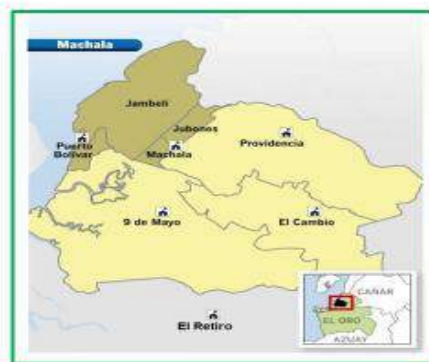 Machala
Jambelí
Jubones
Puerto
Bolívar
Machala
Providencia
9 de Mayo
El Cambio
El Retiro
CAÑAR
EL ORO
AZUAY